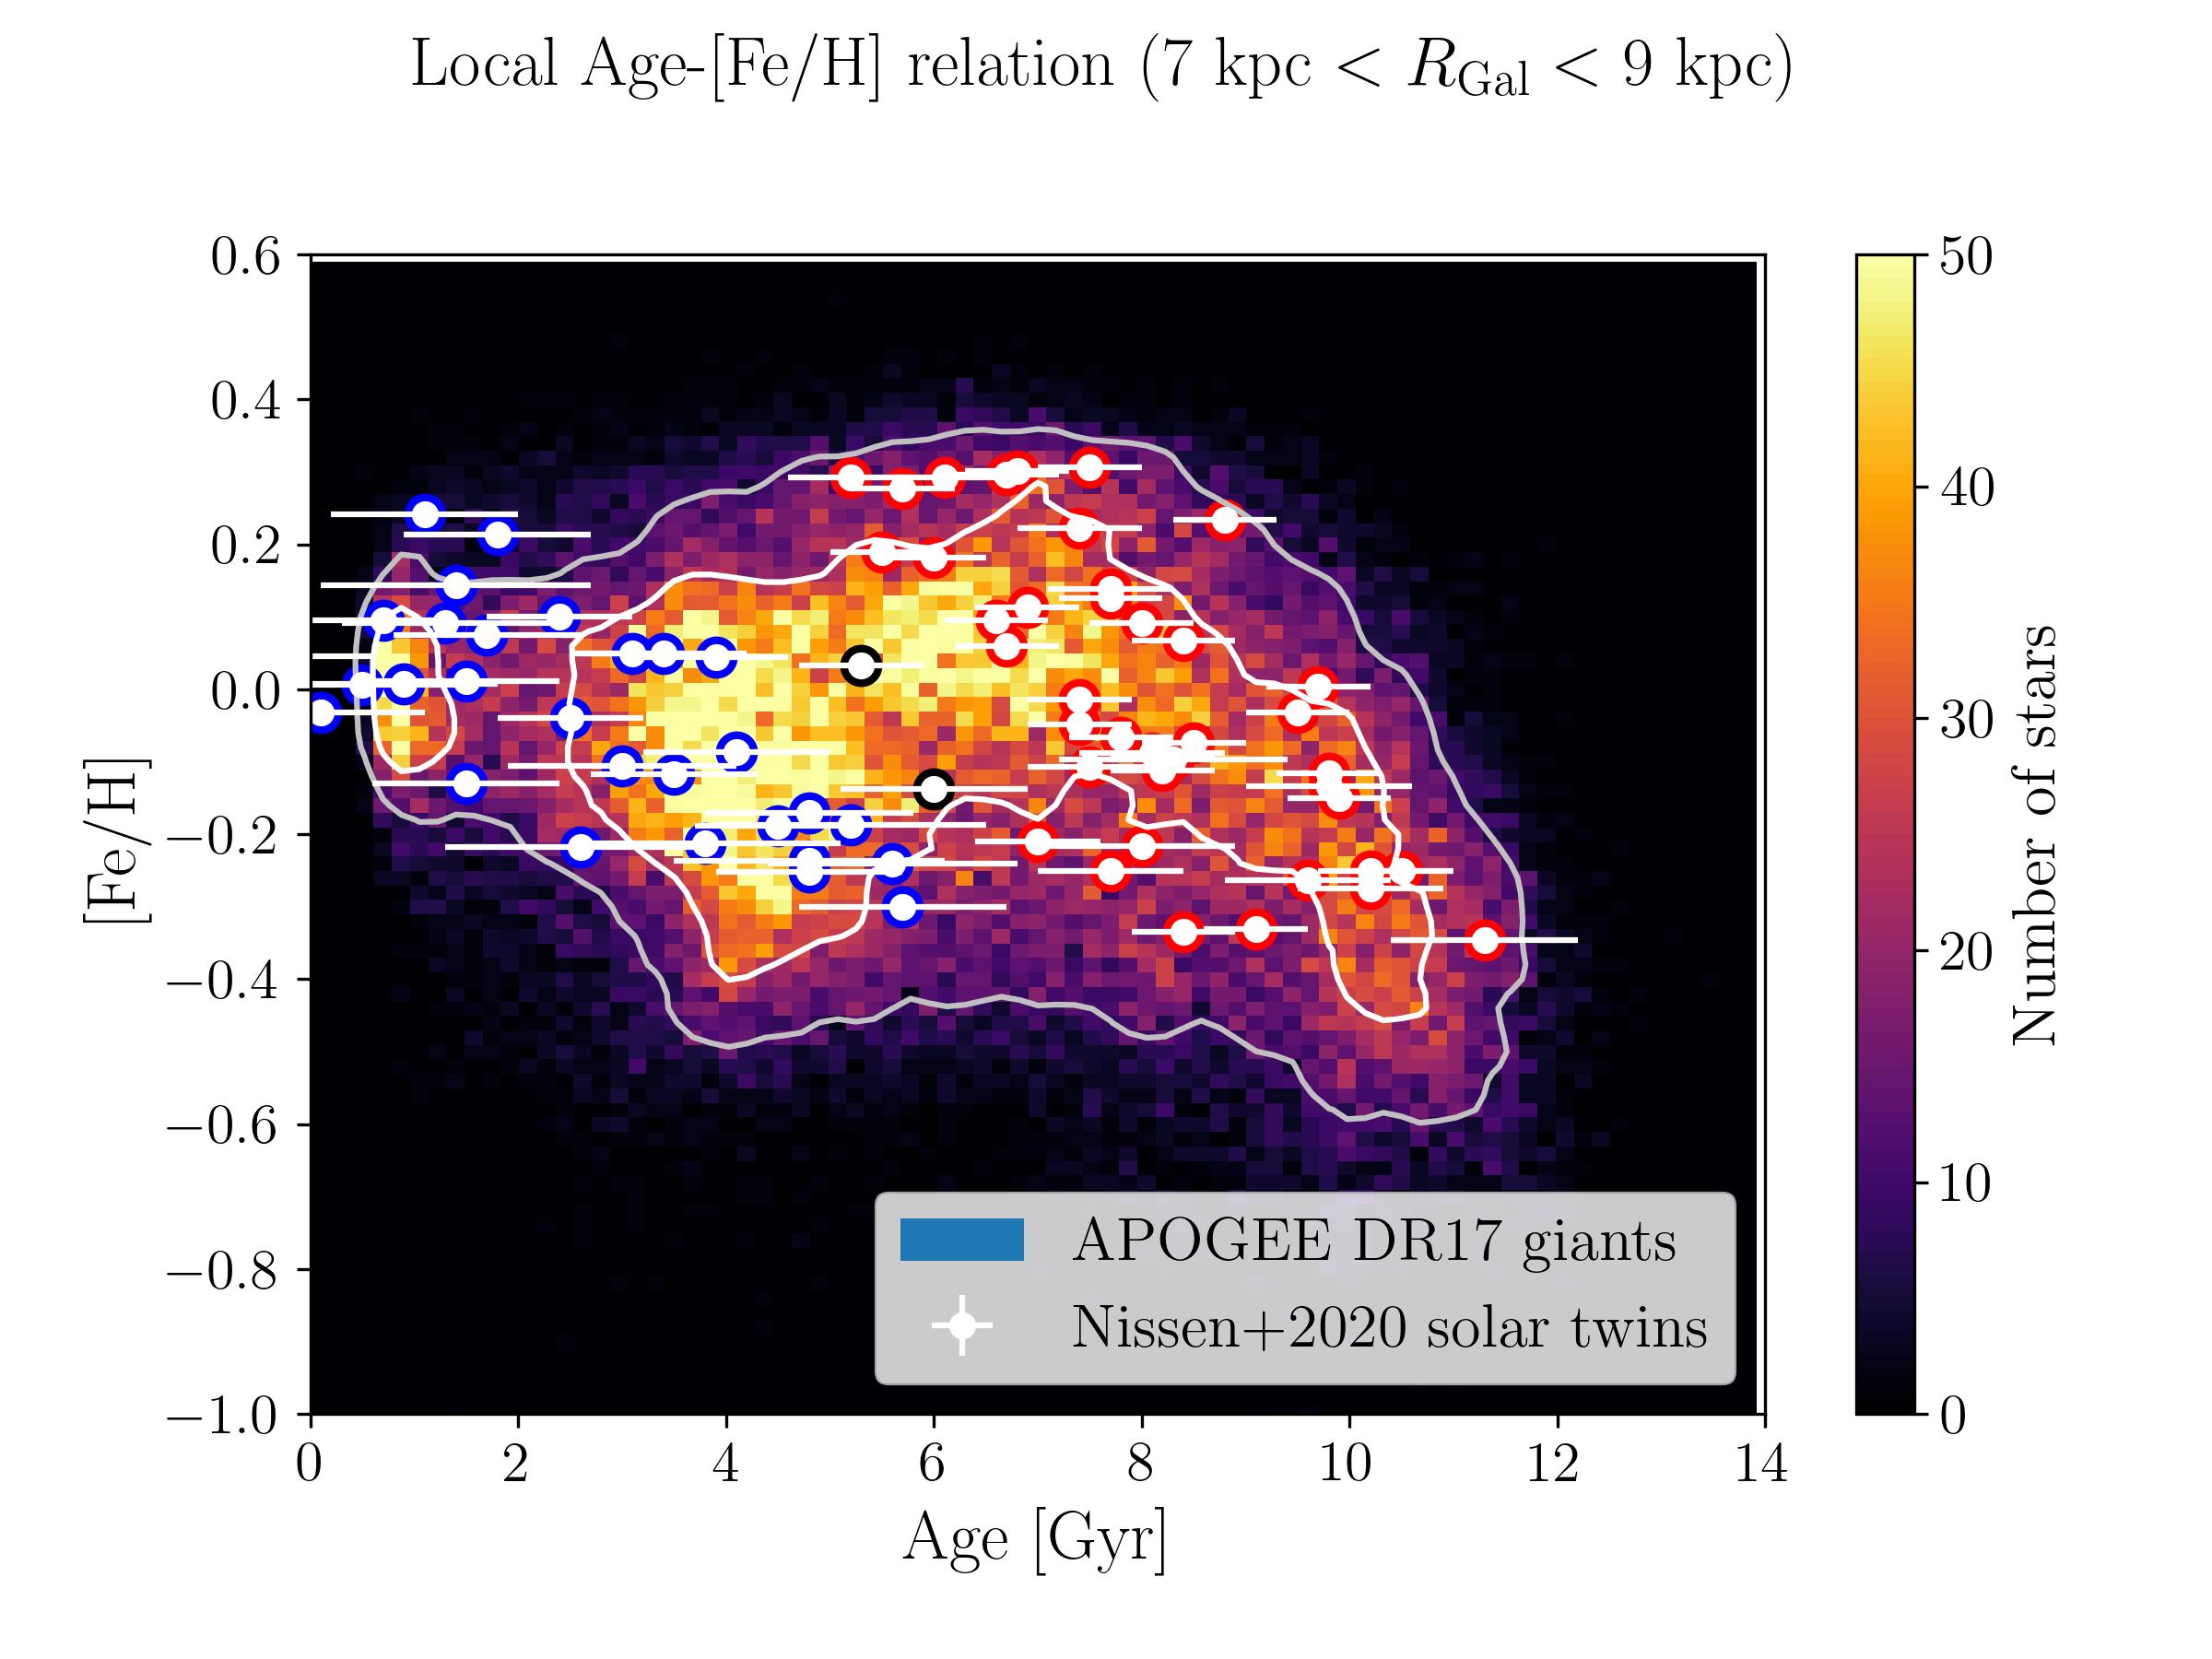 Local Age-[Fe/H] relation (7 kpc < R_Gal < 9 kpc)
0.6
0.4
0.2
0.0
−0.2
−0.4
−0.6
−0.8
−1.0
[Fe/H]
0 2 4 6 8 10 12 14
Age [Gyr]
APOGEE DR17 giants
Nissen+2020 solar twins
50
40
30
20
10
0
Number of stars